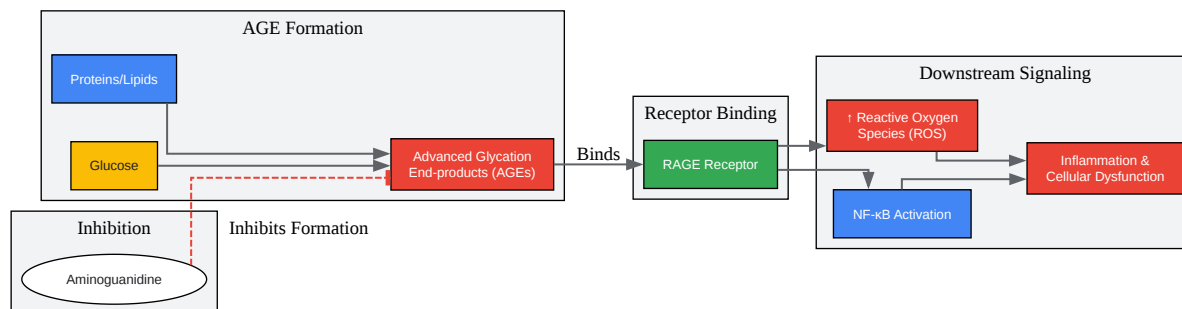 AGE Formation
Proteins/Lipids
Glucose
Advanced Glycation
End-products (AGEs)
Binds
Receptor Binding
RAGE Receptor
Downstream Signaling
↑ Reactive Oxygen
Species (ROS)
NF-κB Activation
Inflammation &
Cellular Dysfunction
Inhibition
Aminoguanidine
Inhibits Formation